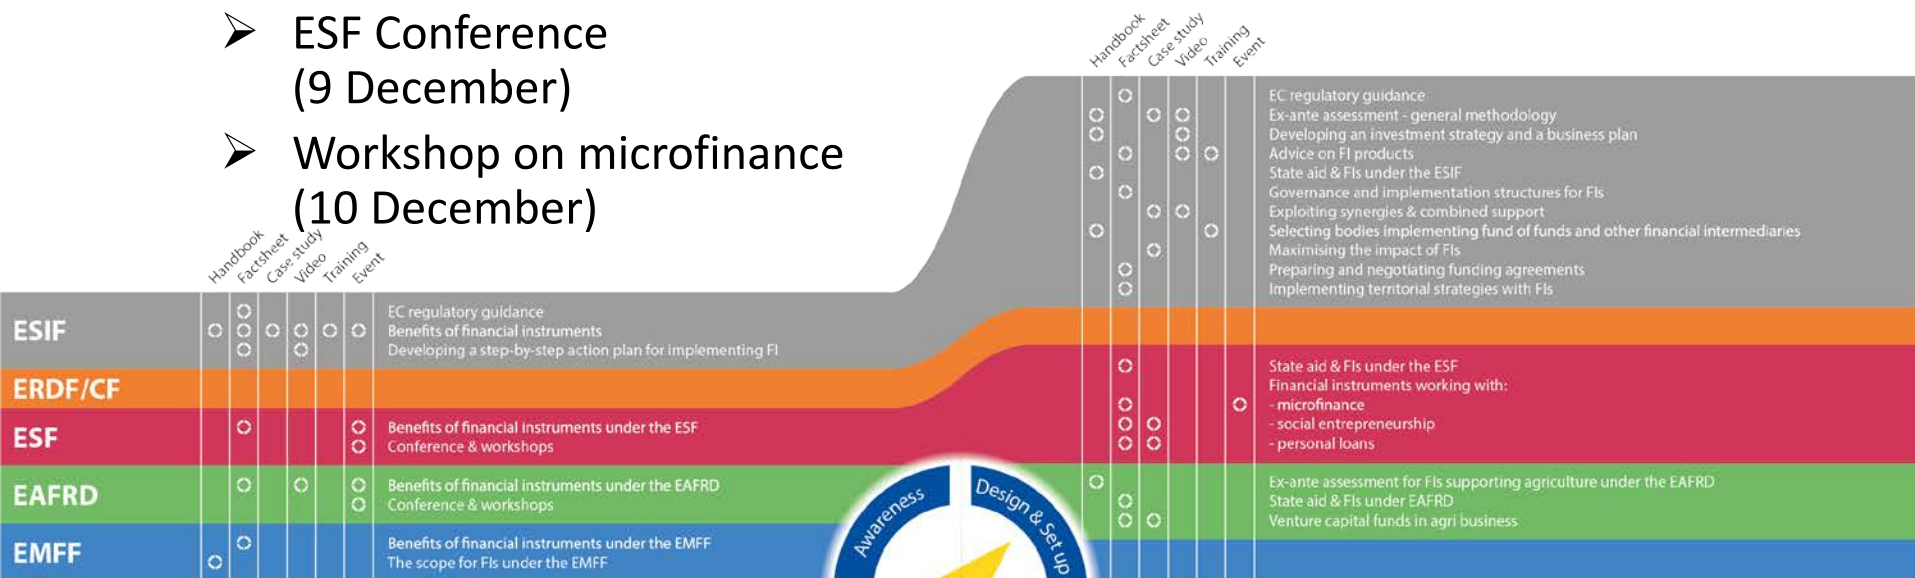 ➢ ESF Conference
(9 December)
➢ Workshop on microfinance
(10 December)
Handbook
Factsheet
Case study
Video
Training
Event
ESIF
EC regulatory guidance
Benefits of financial instruments
Developing a step-by-step action plan for implementing FI
ERDF/CF
ESF
Benefits of financial instruments under the ESF
Conference & workshops
EAFRD
Benefits of financial instruments under the EAFRD
Conference & workshops
EMFF
Benefits of financial instruments under the EMFF
The scope for FIs under the EMFF
Awareness
Design & Set up
Handbook
Factsheet
Case study
Video
Training
Event
EC regulatory guidance
Ex-ante assessment - general methodology
Developing an investment strategy and a business plan
Advice on FI products
State aid & FIs under the ESIF
Governance and implementation structures for FIs
Exploiting synergies & combined support
Selecting bodies implementing fund of funds and other financial intermediaries
Maximising the impact of FIs
Preparing and negotiating funding agreements
Implementing territorial strategies with FIs
State aid & FIs under the ESF
Financial instruments working with:
- microfinance
- social entrepreneurship
- personal loans
Ex-ante assessment for FIs supporting agriculture under the EAFRD
State aid & FIs under EAFRD
Venture capital funds in agri business